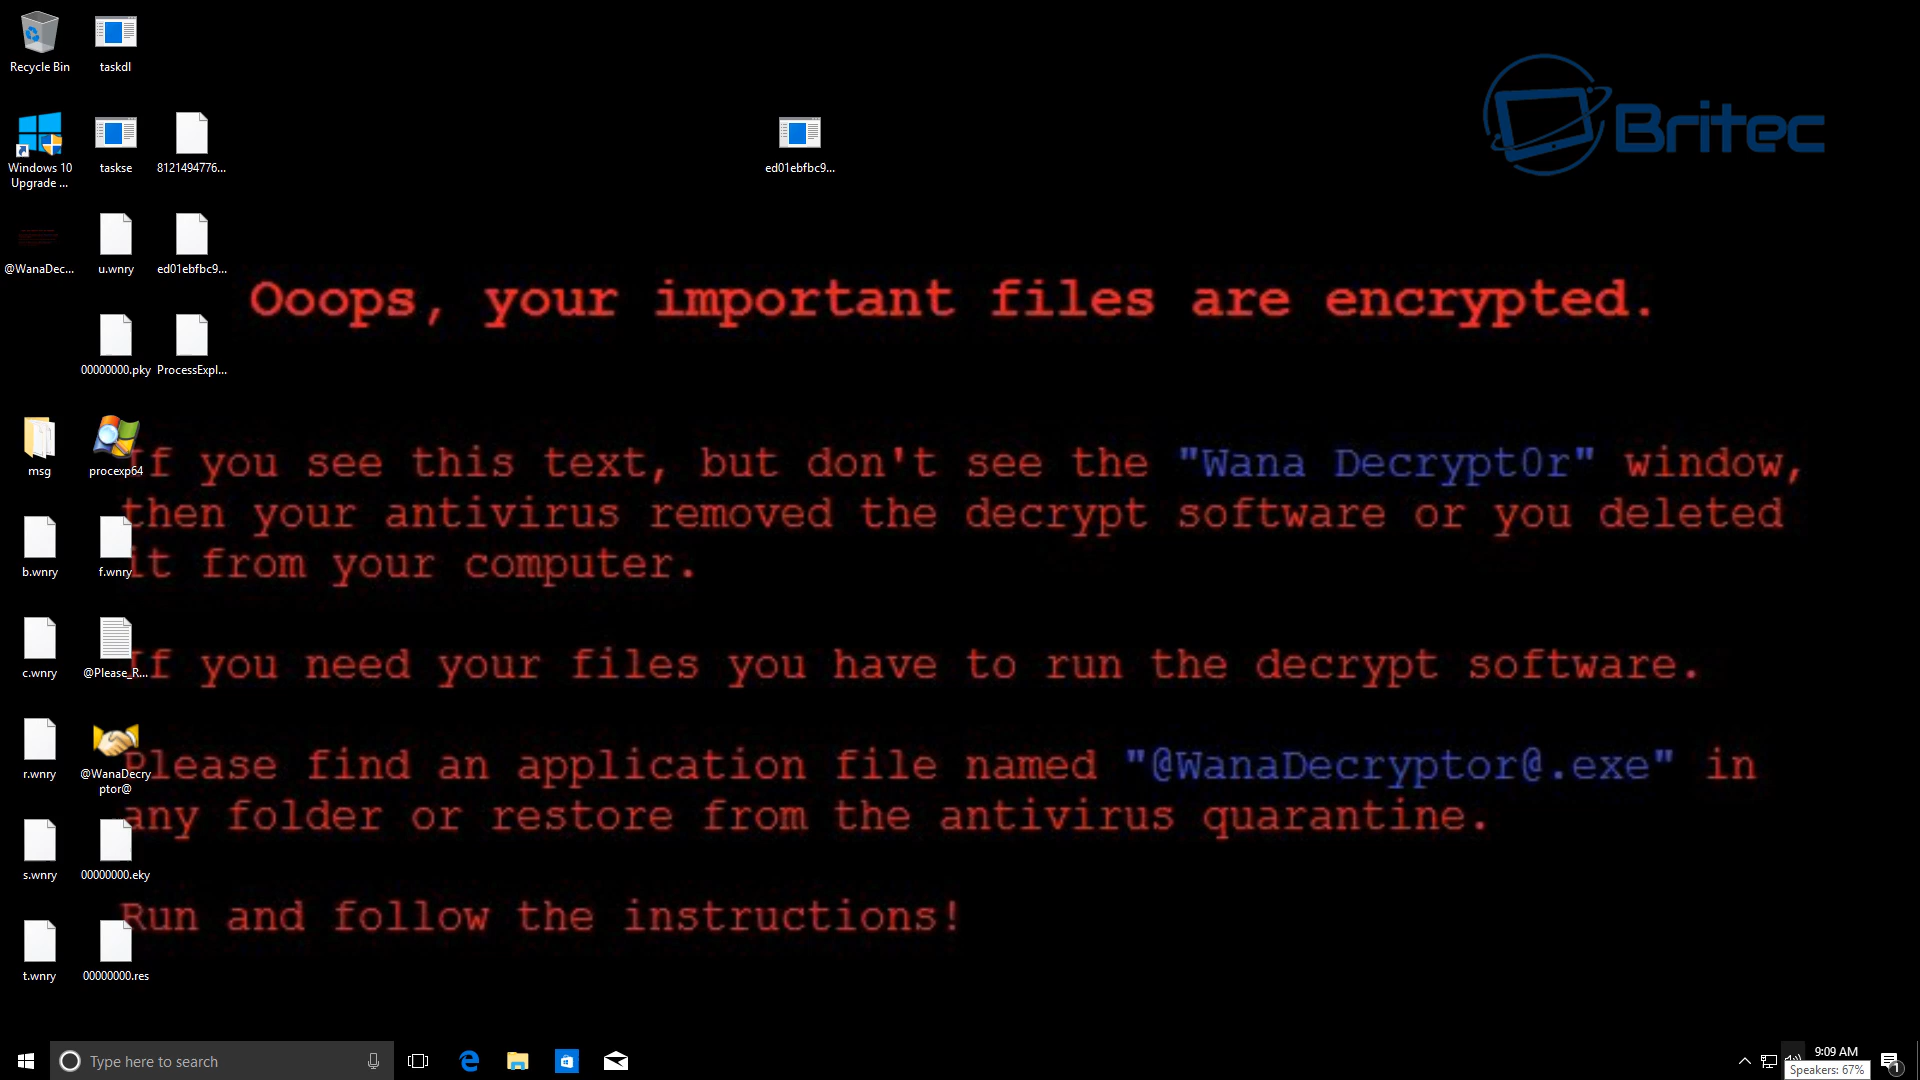 Recycle Bin
taskdl
Windows 10
Upgrade ...
taskse
8121494776...
ed01ebfbc9...
Britec
@WanaDec...
u.wnry
ed01ebfbc9...
Ooops, your important files are encrypted.
00000000.pky
ProcessExpl...
msg
procexp64
If you see this text, but don't see the "Wana Decrypt0r" window,
then your antivirus removed the decrypt software or you deleted
it from your computer.
b.wnry
f.wnry
c.wnry
@Please_R...
If you need your files you have to run the decrypt software.
r.wnry
@WanaDecry
ptor@
Please find an application file named "@WanaDecryptor@.exe" in
any folder or restore from the antivirus quarantine.
s.wnry
00000000.eky
Run and follow the instructions!
t.wnry
00000000.res
Type here to search
9:09 AM
Speakers: 67%
1